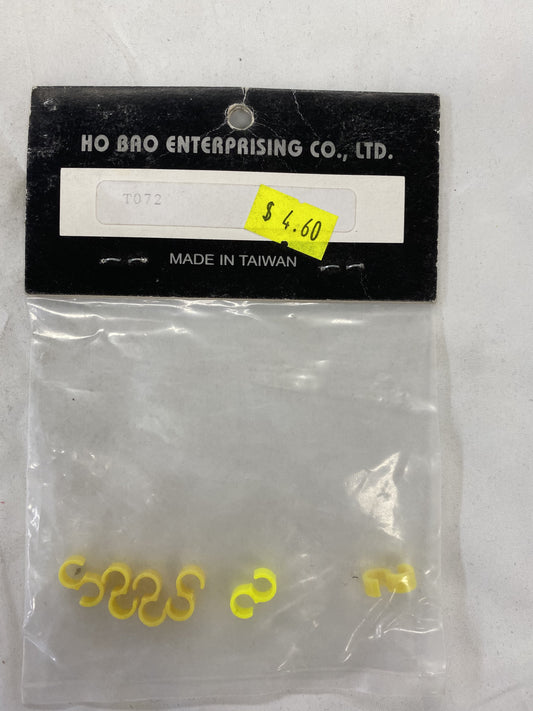 HO BAO ENTERPRISING CO., LTD.
T072
$ 4.60
MADE IN TAIWAN